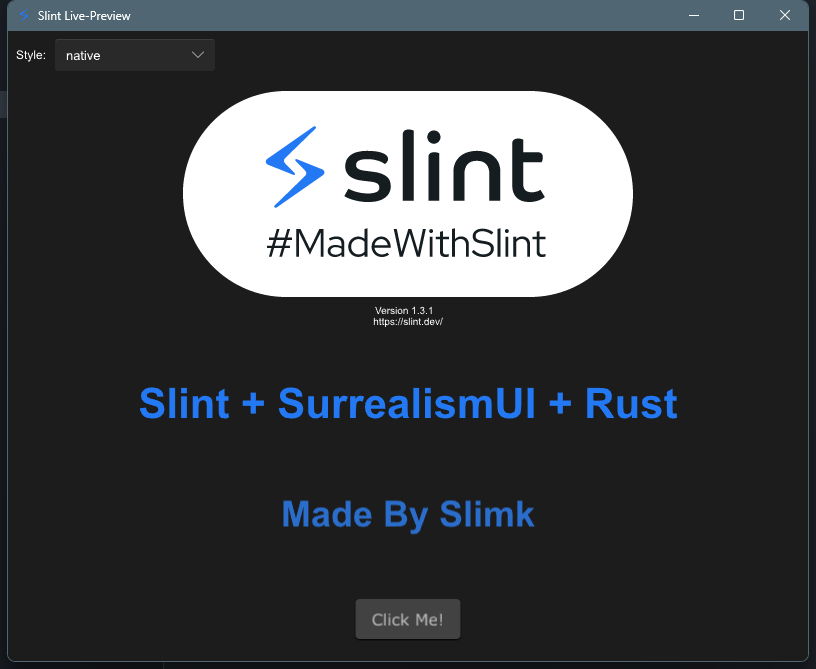 Slint Live-Preview
Style: native
slint
#MadeWithSlint
Version 1.3.1
https://slint.dev/
Slint + SurrealismUI + Rust
Made By Slimk
Click Me!